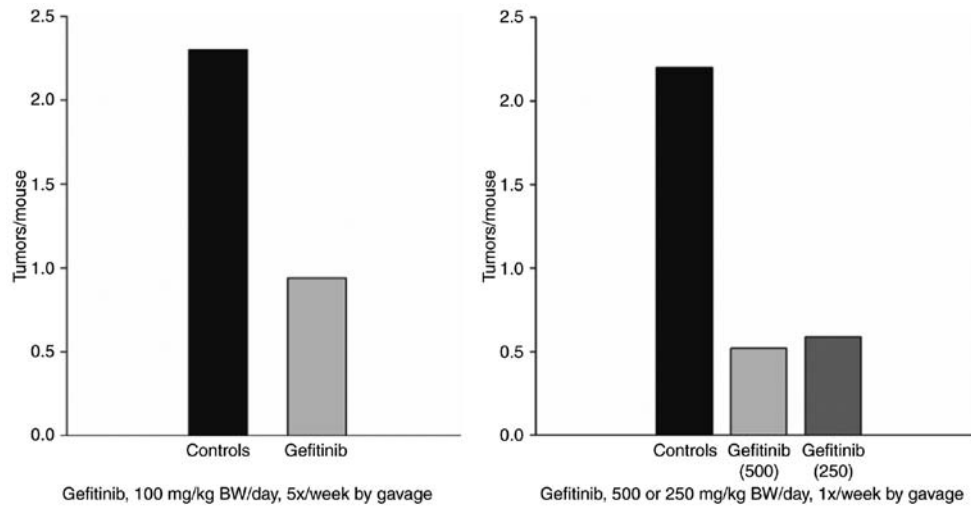 2.5
2.0
1.5
1.0
0.5
0.0
Tumors/mouse
Controls
Gefitinib
Gefitinib, 100 mg/kg BW/day, 5x/week by gavage
2.5
2.0
1.5
1.0
0.5
0.0
Tumors/mouse
Controls
Gefitinib
(500)
Gefitinib
(250)
Gefitinib, 500 or 250 mg/kg BW/day, 1x/week by gavage